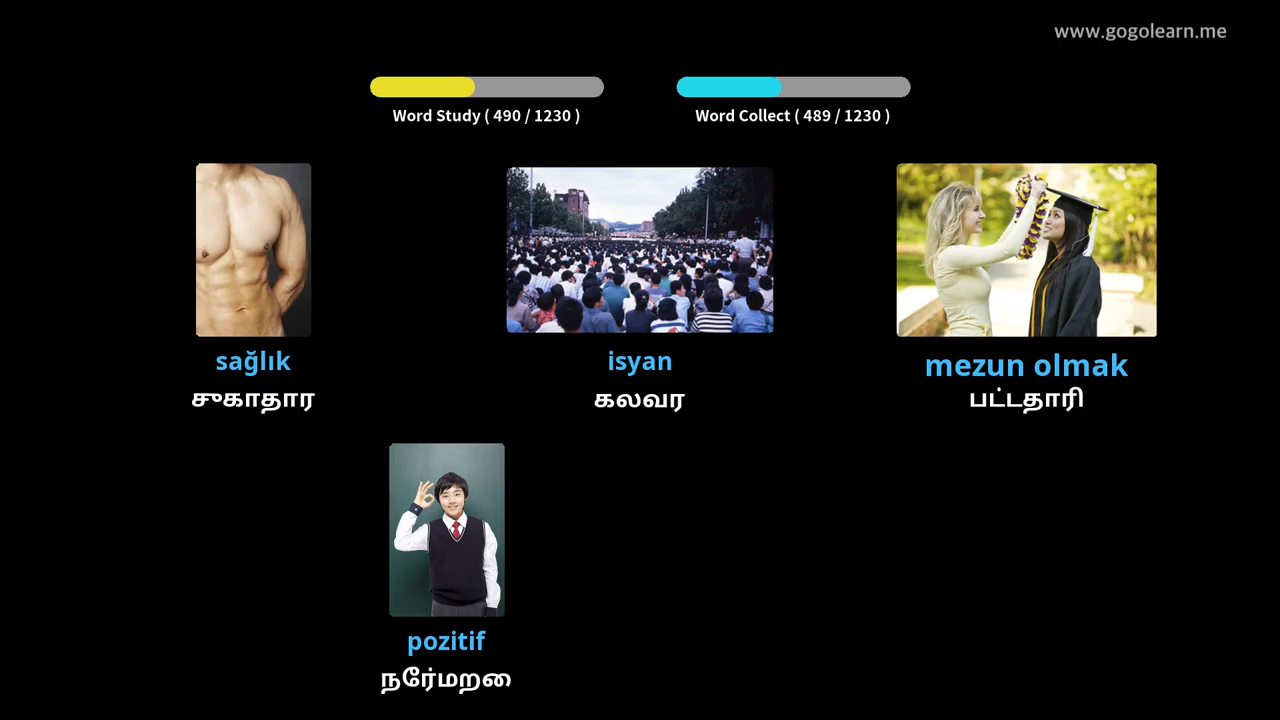 www.gogolearn.me
Word Study ( 490 / 1230 )
Word Collect ( 489 / 1230 )
sağlık
சுகாதார
isyan
கலவர
mezun olmak
பட்டதாரி
pozitif
நேர்மறை